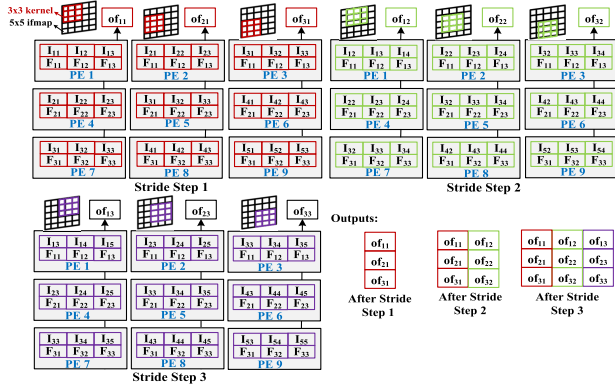 3x3 kernel
5x5 ifmap
of11 of21 of31 of12 of22 of32
I11 I12 I13 I21 I22 I23 I31 I32 I33 I12 I13 I14 I22 I23 I24 I32 I33 I34
F11 F12 F13 F11 F12 F13 F11 F12 F13 F11 F12 F13 F11 F12 F13 F11 F12 F13
PE 1 PE 2 PE 3 PE 1 PE 2 PE 3
I21 I22 I23 I31 I32 I33 I41 I42 I43 I22 I23 I24 I32 I33 I34 I42 I43 I44
F21 F22 F23 F21 F22 F23 F21 F22 F23 F21 F22 F23 F21 F22 F23 F21 F22 F23
PE 4 PE 5 PE 6 PE 4 PE 5 PE 6
I31 I32 I33 I41 I42 I43 I51 I52 I53 I32 I33 I34 I42 I43 I44 I52 I53 I54
F31 F32 F33 F31 F32 F33 F31 F32 F33 F31 F32 F33 F31 F32 F33 F31 F32 F33
PE 7 PE 8 PE 9 PE 7 PE 8 PE 9
Stride Step 1 Stride Step 2
of13 of23 of33
I13 I14 I15 I23 I24 I25 I33 I34 I35
F11 F12 F13 F11 F12 F13 F11 F12 F13
PE 1 PE 2 PE 3
I23 I24 I25 I33 I34 I35 I43 I44 I45
F21 F22 F23 F21 F22 F23 F21 F22 F23
PE 4 PE 5 PE 6
I33 I34 I35 I43 I44 I45 I53 I54 I55
F31 F32 F33 F31 F32 F33 F31 F32 F33
PE 7 PE 8 PE 9
Stride Step 3
Outputs:
of11 of11 of12 of11 of12 of13
of21 of21 of22 of21 of22 of23
of31 of31 of32 of31 of32 of33
After Stride After Stride After Stride
Step 1 Step 2 Step 3